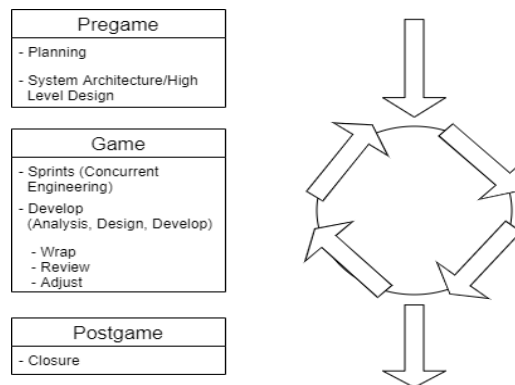 Pregame
- Planning
- System Architecture/High
Level Design
Game
- Sprints (Concurrent
Engineering)
- Develop
(Analysis, Design, Develop)
- Wrap
- Review
- Adjust
Postgame
- Closure